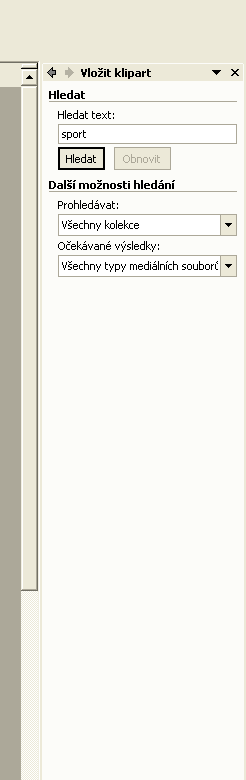 Vložit klipart
Hledat
Hledat text:
sport
Hledat Obnovit
Další možnosti hledání
Prohledávat:
Všechny kolekce
Očekávané výsledky:
Všechny typy mediálních souborů